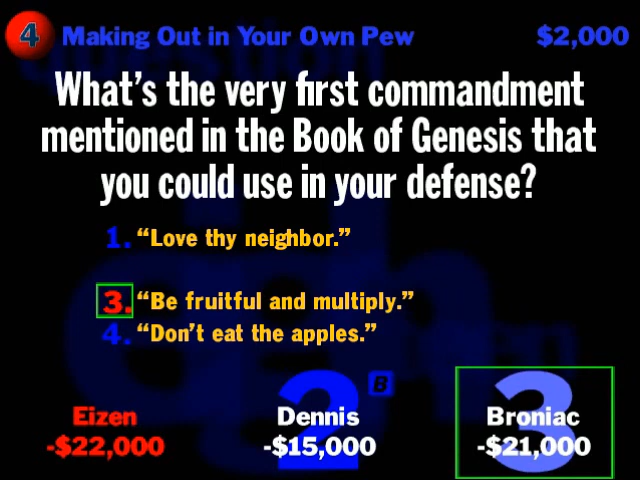 4 Making Out in Your Own Pew $2,000
What's the very first commandment
mentioned in the Book of Genesis that
you could use in your defense?
1. “Love thy neighbor.”
3. “Be fruitful and multiply.”
4. “Don't eat the apples.”
2 B 3
Eizen Dennis Broniac
-$22,000 -$15,000 -$21,000